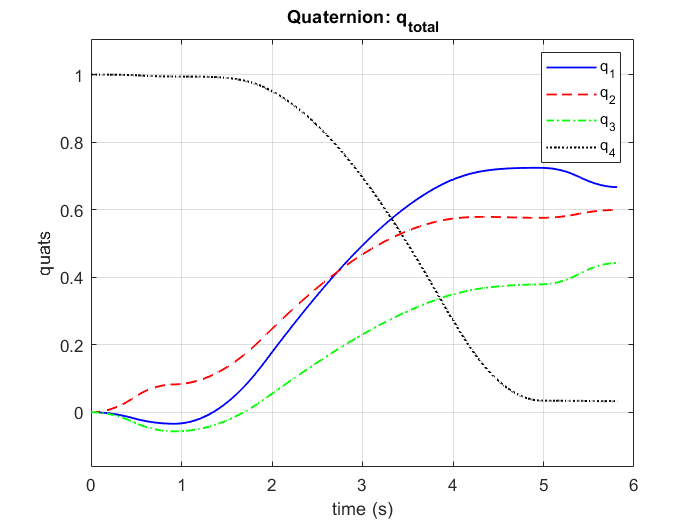 Quaternion: q_total
q_1
q_2
q_3
q_4
quats
1
0.8
0.6
0.4
0.2
0
0 1 2 3 4 5 6
time (s)